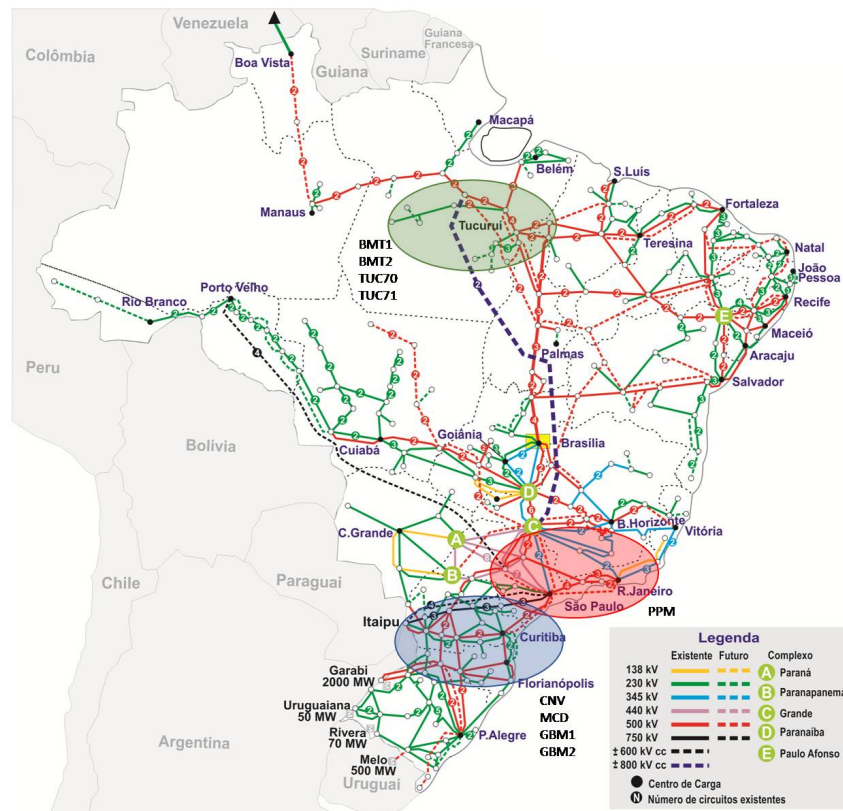 Venezuela
Guiana
Francesa
Suriname
Colômbia
Boa Vista
Guiana
Macapá
Belém
S.Luís
Fortaleza
Manaus
Tucuruí
Teresina
Natal
João
Pessoa
BMT1
BMT2
TUC70
TUC71
Porto Velho
Rio Branco
Recife
E
Maceió
Palmas
Aracaju
Peru
Salvador
Goiânia
Brasília
Cuiabá
Bolívia
D
C
B.Horizonte
Vitória
C.Grande
A
B
Chile
Paraguai
R.Janeiro
São Paulo
PPM
Itaipu
Curitiba
Garabi
2000 MW
Florianópolis
Uruguaiana
50 MW
CNV
MCD
GBM1
GBM2
Rivera
70 MW
P.Alegre
Argentina
Melo
500 MW
Uruguai
Legenda
Existente Futuro Complexo
138 kV A Paraná
230 kV B Paranapanema
345 kV C Grande
440 kV D Paranaíba
500 kV E Paulo Afonso
750 kV
±600 kV cc
±800 kV cc
Centro de Carga
N Número de circuitos existentes